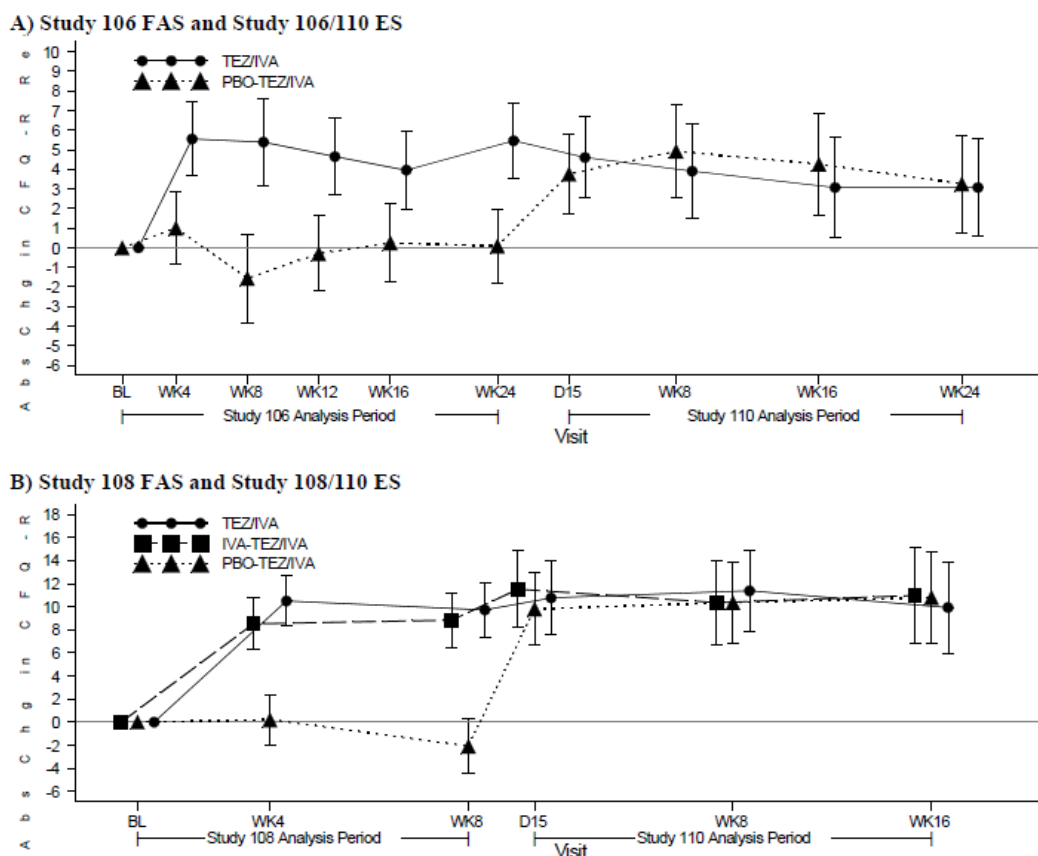 A) Study 106 FAS and Study 106/110 ES
Abs Chg in CFQ-R Re
10
9
8
7
6
5
4
3
2
1
0
-1
-2
-3
-4
-5
-6
TEZ/IVA
PBO-TEZ/IVA
BL WK4 WK8 WK12 WK16 WK24 D15 WK8 WK16 WK24
Study 106 Analysis Period Study 110 Analysis Period
Visit
B) Study 108 FAS and Study 108/110 ES
Abs Chg in CFQ-R
18
16
14
12
10
8
6
4
2
0
-2
-4
-6
TEZ/IVA
IVA-TEZ/IVA
PBO-TEZ/IVA
BL WK4 WK8 D15 WK8 WK16
Study 108 Analysis Period Study 110 Analysis Period
Visit